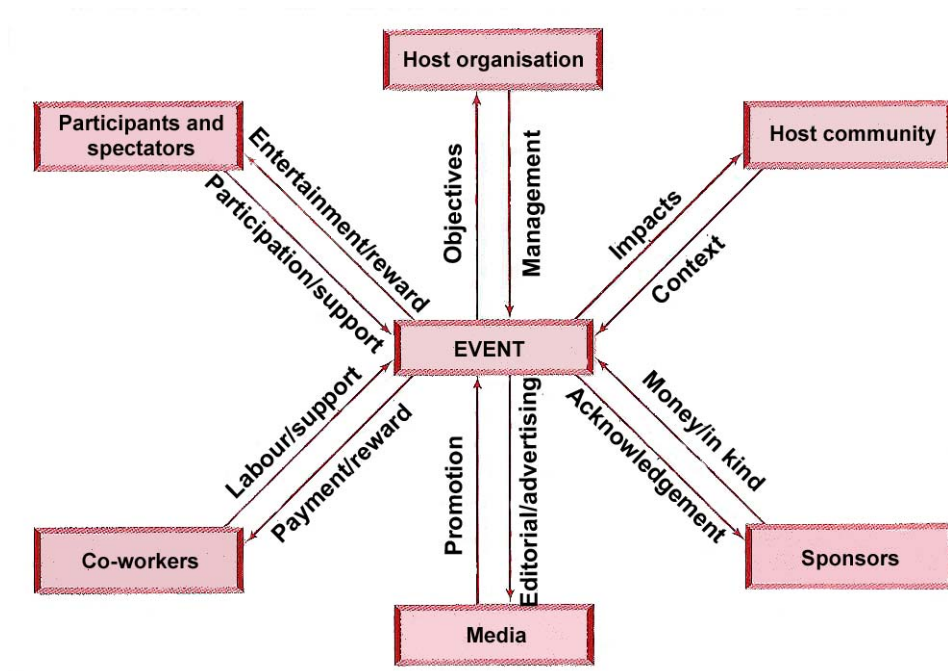 Host organisation
Participants and
spectators
Host community
Entertainment/reward
Participation/support
Objectives
Management
Impacts
Context
EVENT
Labour/support
Payment/reward
Promotion
Editorial/advertising
Money/in kind
Acknowledgement
Co-workers
Media
Sponsors